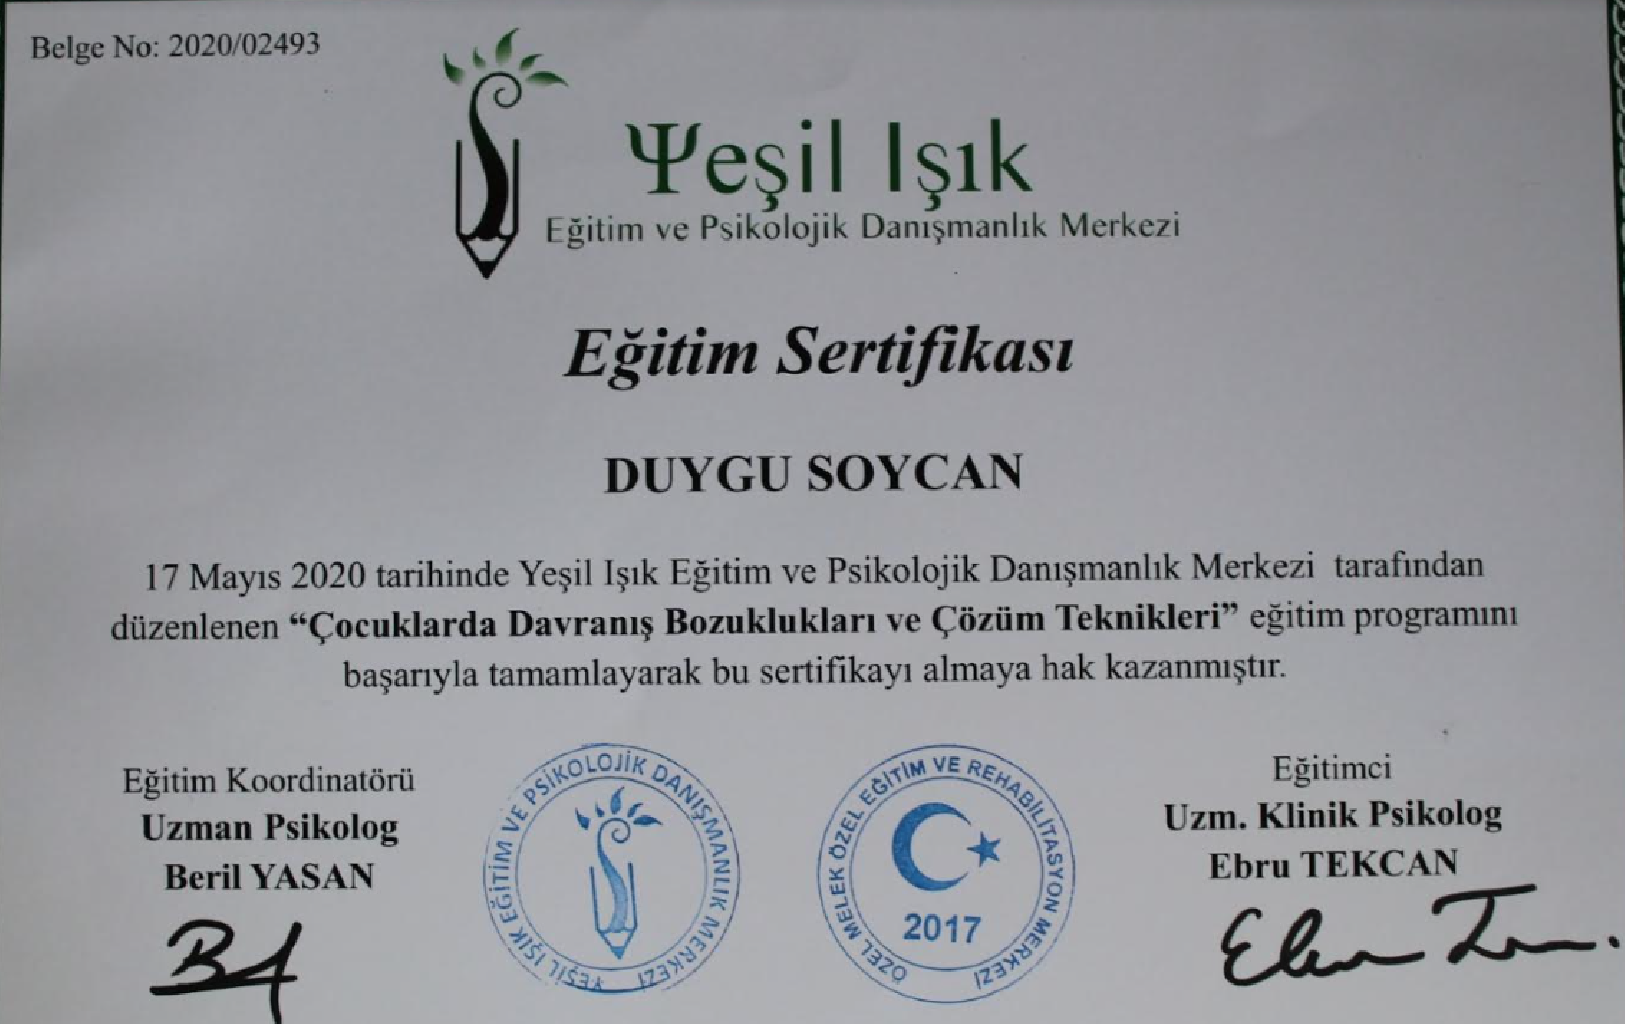 Belge No: 2020/02493
Yeşil Işık
Eğitim ve Psikolojik Danışmanlık Merkezi
Eğitim Sertifikası
DUYGU SOYCAN
17 Mayıs 2020 tarihinde Yeşil Işık Eğitim ve Psikolojik Danışmanlık Merkezi tarafından
düzenlenen “Çocuklarda Davranış Bozuklukları ve Çözüm Teknikleri” eğitim programını
başarıyla tamamlayarak bu sertifikayı almaya hak kazanmıştır.
Eğitim Koordinatörü
Uzman Psikolog
Beril YASAN
YEŞİL IŞIK EĞİTİM VE PSİKOLOJİK DANIŞMANLIK MERKEZİ
ÖZEL MELEK ÖZEL EĞİTİM VE REHABİLİTASYON MERKEZİ
2017
Eğitimci
Uzm. Klinik Psikolog
Ebru TEKCAN